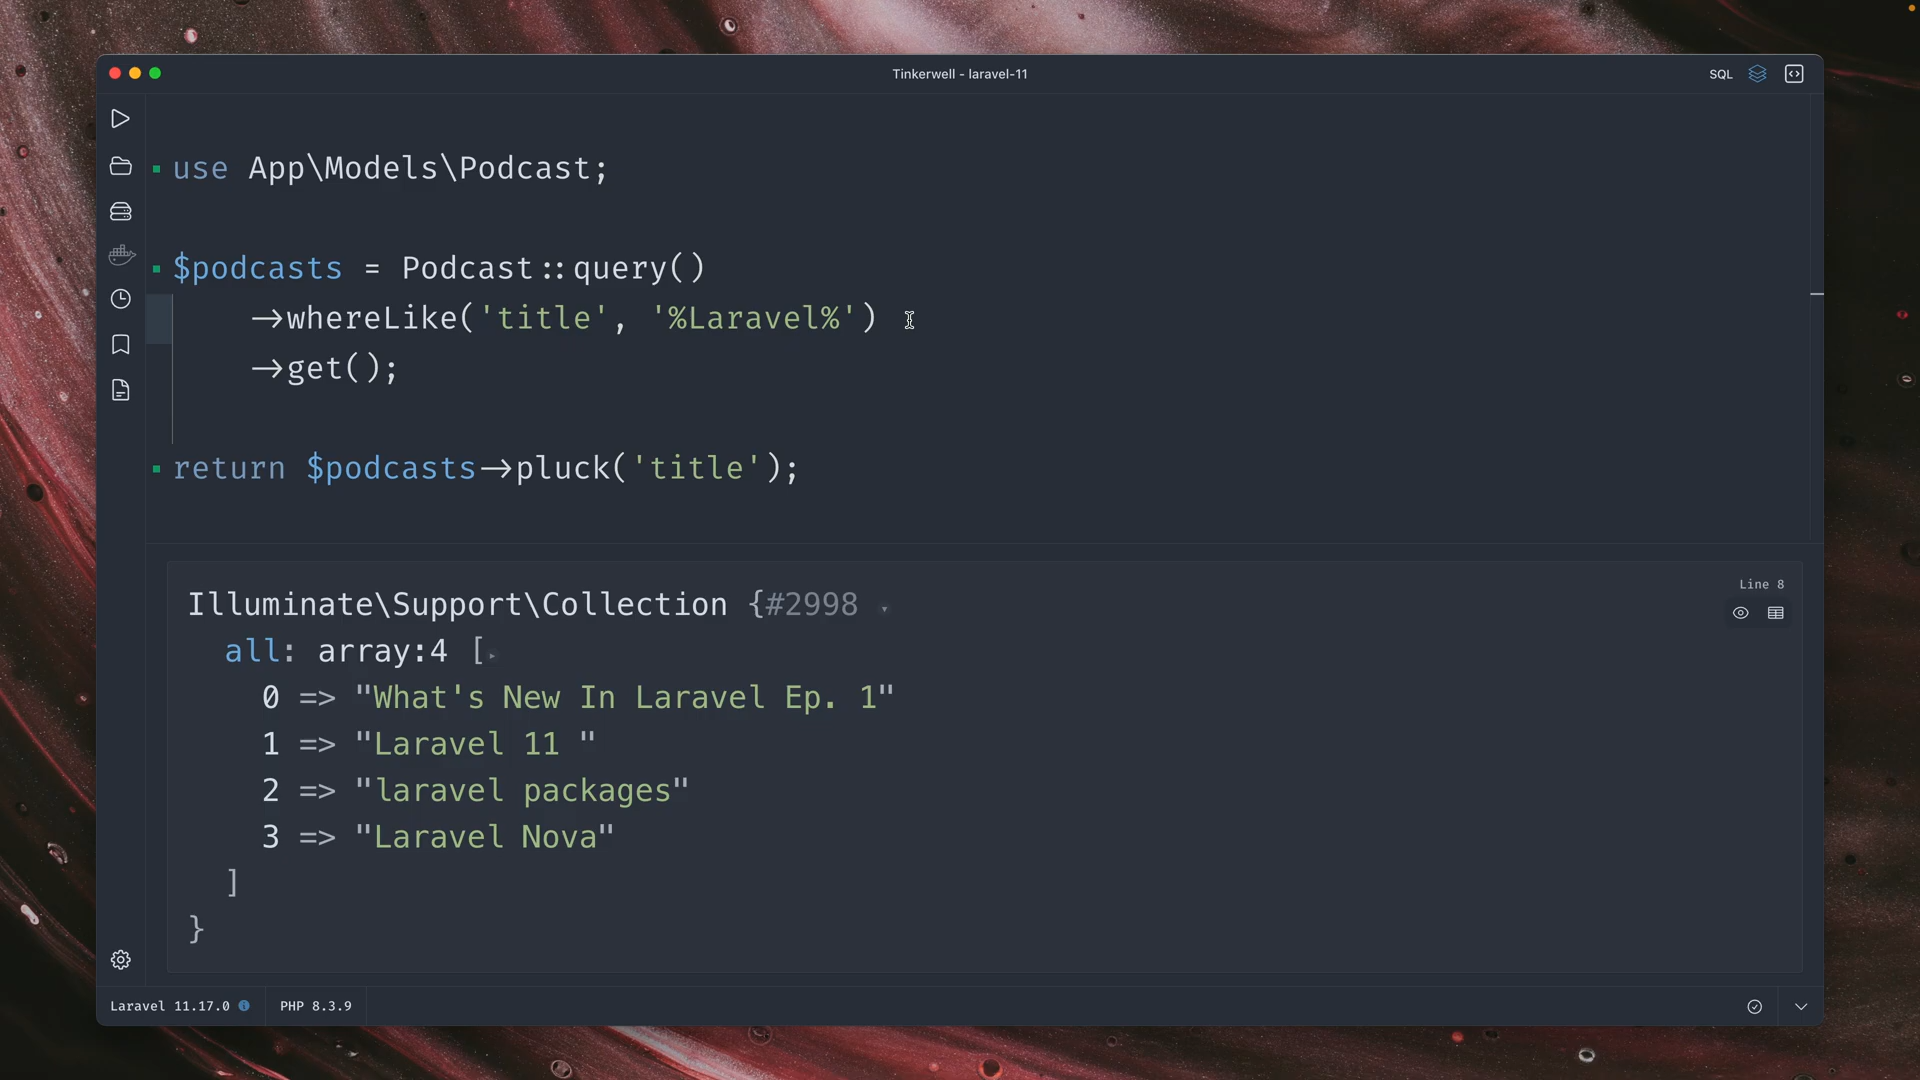 Tinkerwell - laravel-11
SQL
use App\Models\Podcast;
$podcasts = Podcast::query()
->whereLike('title', '%Laravel%')
->get();
return $podcasts->pluck('title');
Line 8
Illuminate\Support\Collection {#2998
all: array:4 [
0 => "What's New In Laravel Ep. 1"
1 => "Laravel 11 "
2 => "laravel packages"
3 => "Laravel Nova"
]
}
Laravel 11.17.0
PHP 8.3.9